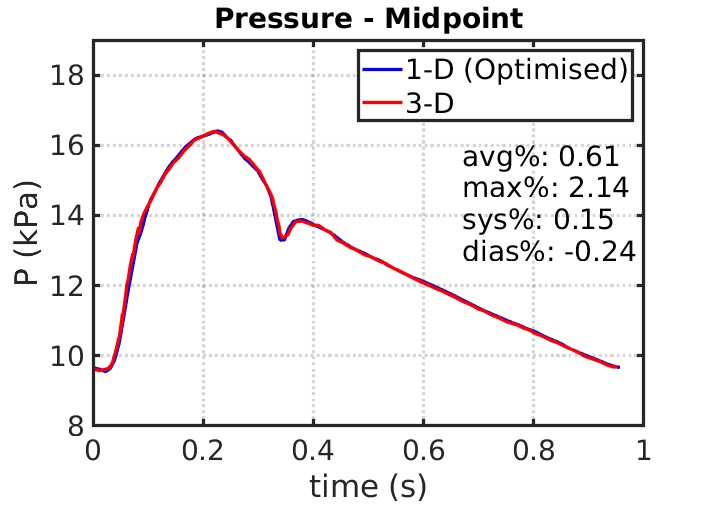 Pressure - Midpoint
18
16
14
12
10
8
P (kPa)
1-D (Optimised)
3-D
avg%: 0.61
max%: 2.14
sys%: 0.15
dias%: -0.24
0 0.2 0.4 0.6 0.8 1
time (s)